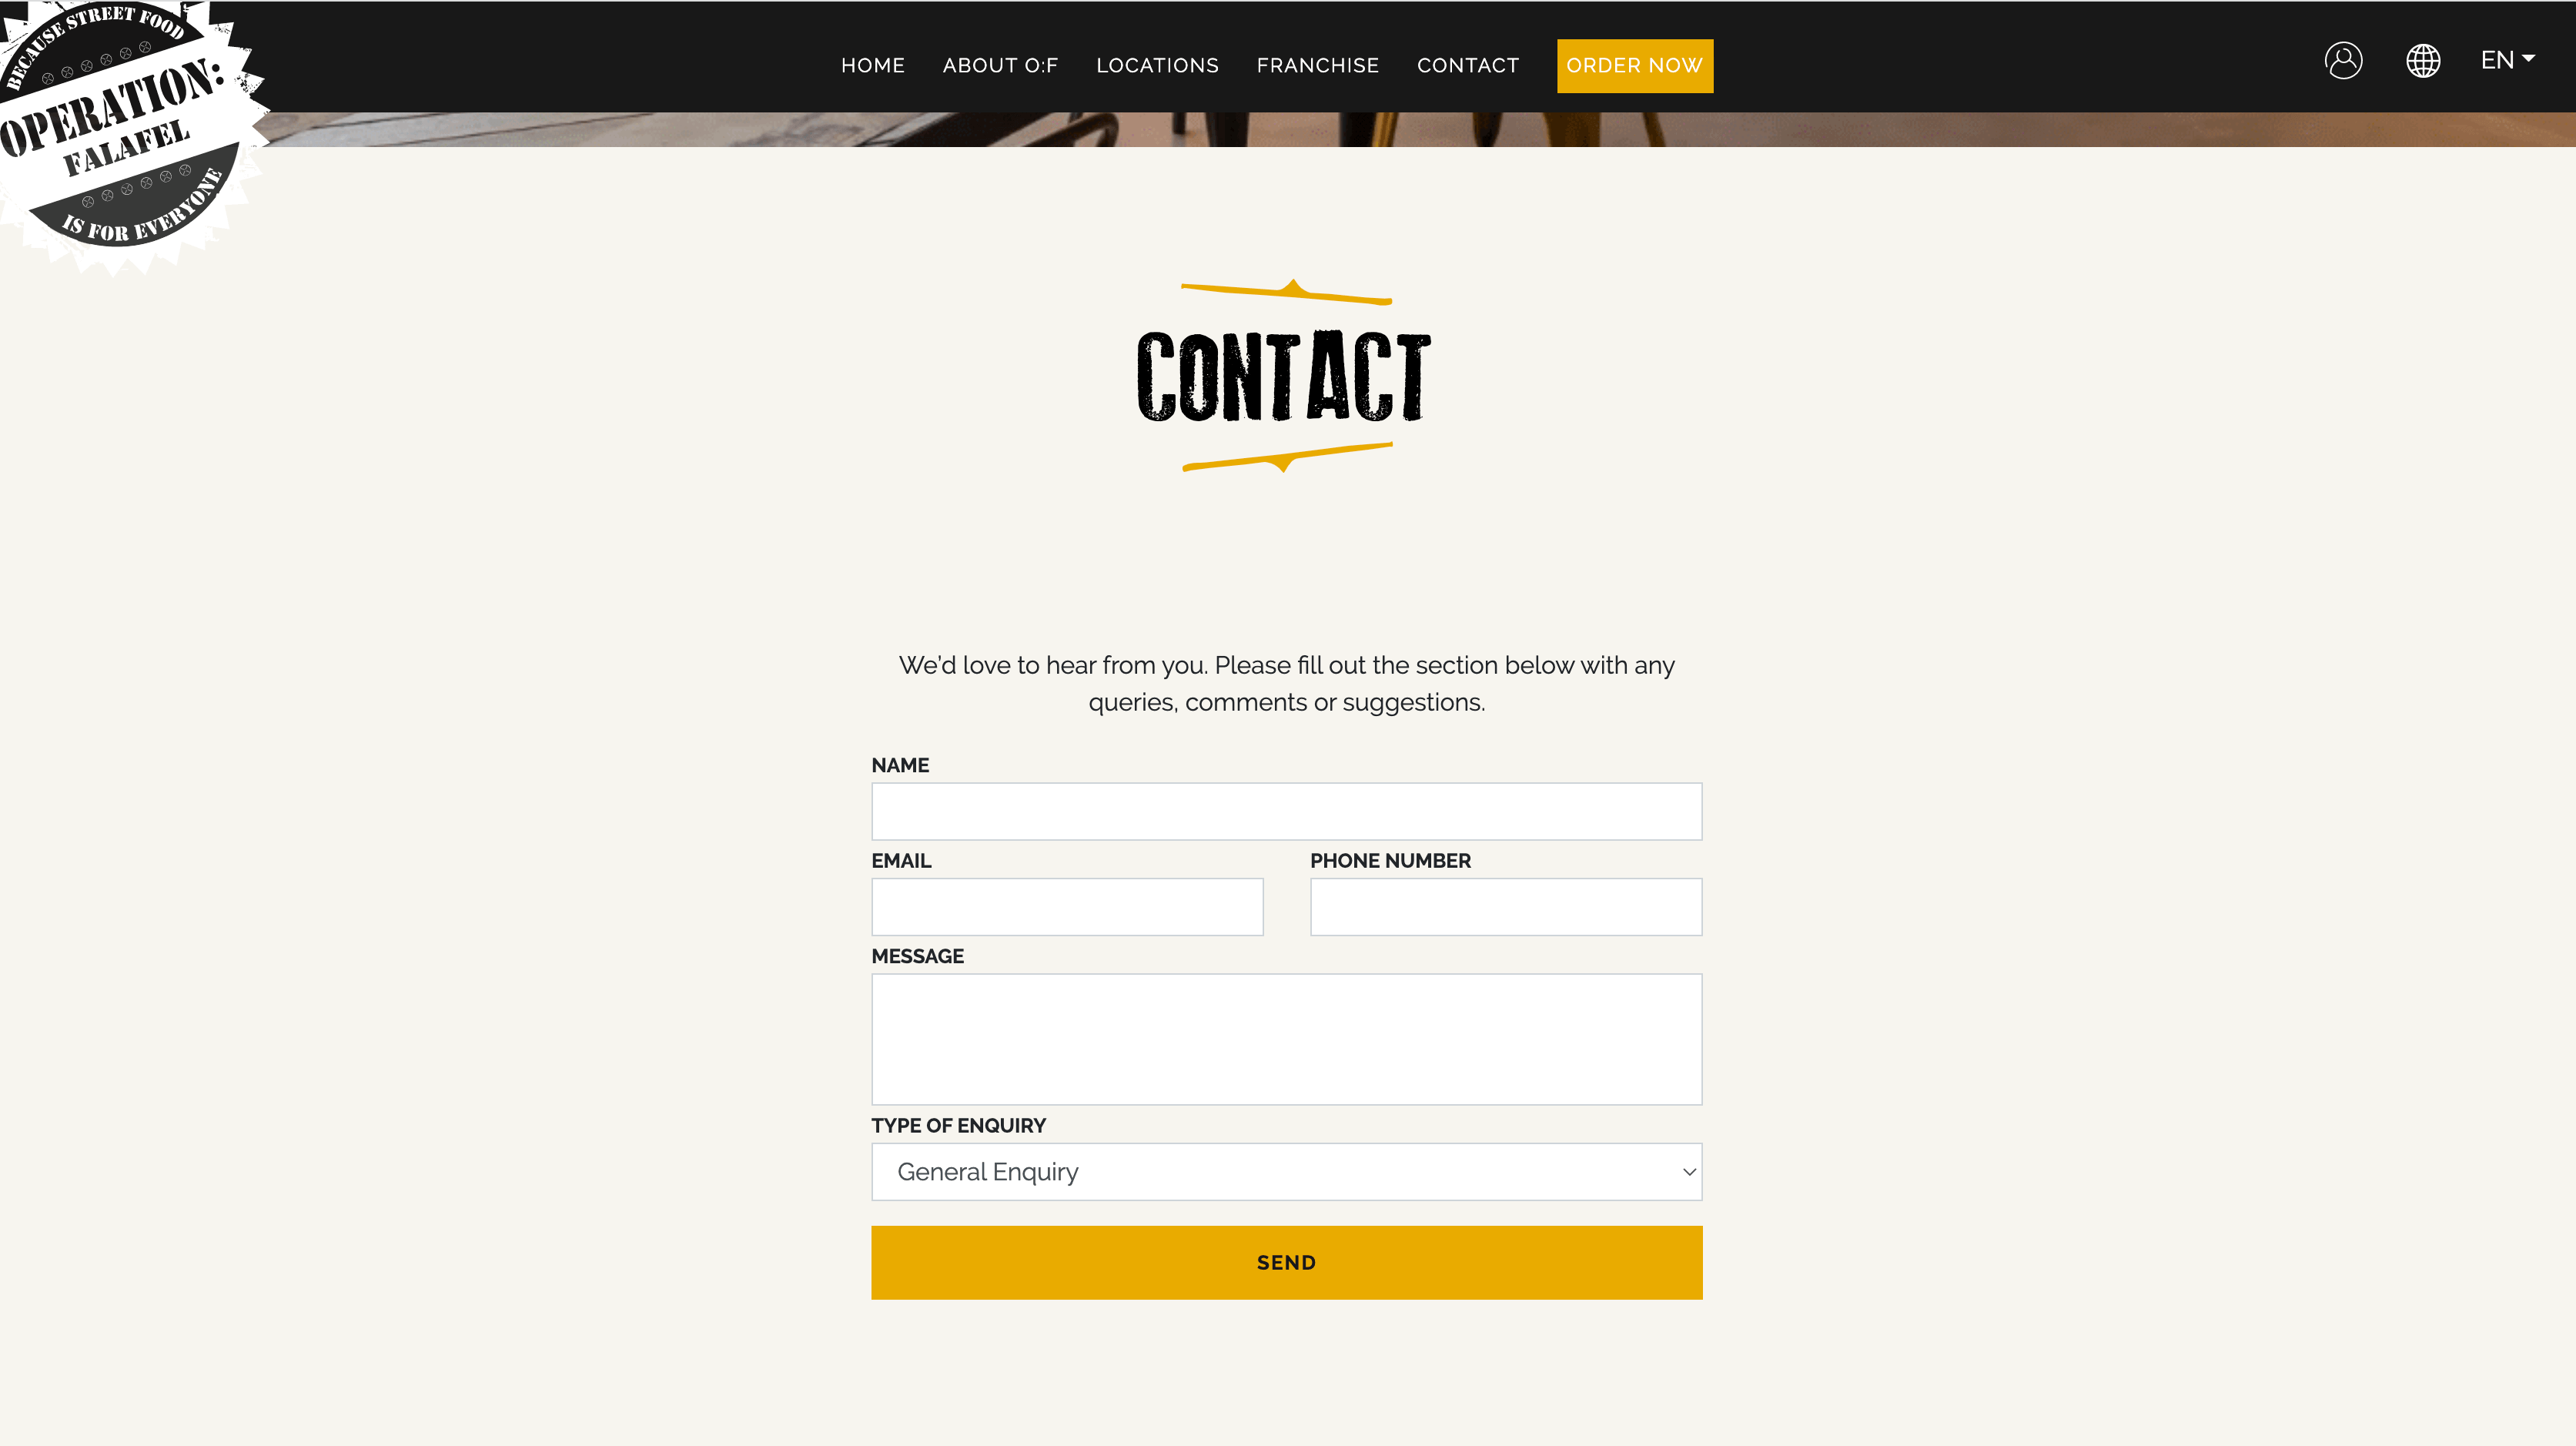 BECAUSE STREET FOOD
OPERATION:
FALAFEL
IS FOR EVERYONE
HOME ABOUT O:F LOCATIONS FRANCHISE CONTACT ORDER NOW EN
CONTACT
We'd love to hear from you. Please fill out the section below with any
queries, comments or suggestions.
NAME
EMAIL PHONE NUMBER
MESSAGE
TYPE OF ENQUIRY
General Enquiry
SEND